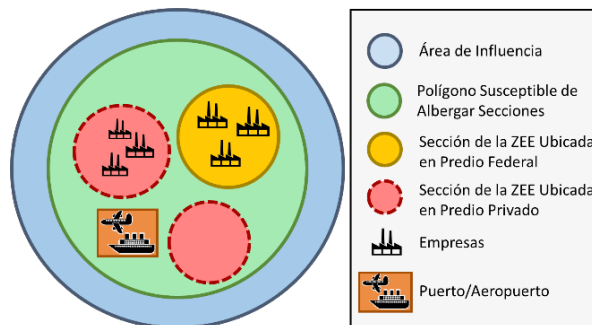 Área de Influencia
Polígono Susceptible de
Albergar Secciones
Sección de la ZEE Ubicada
en Predio Federal
Sección de la ZEE Ubicada
en Predio Privado
Empresas
Puerto/Aeropuerto